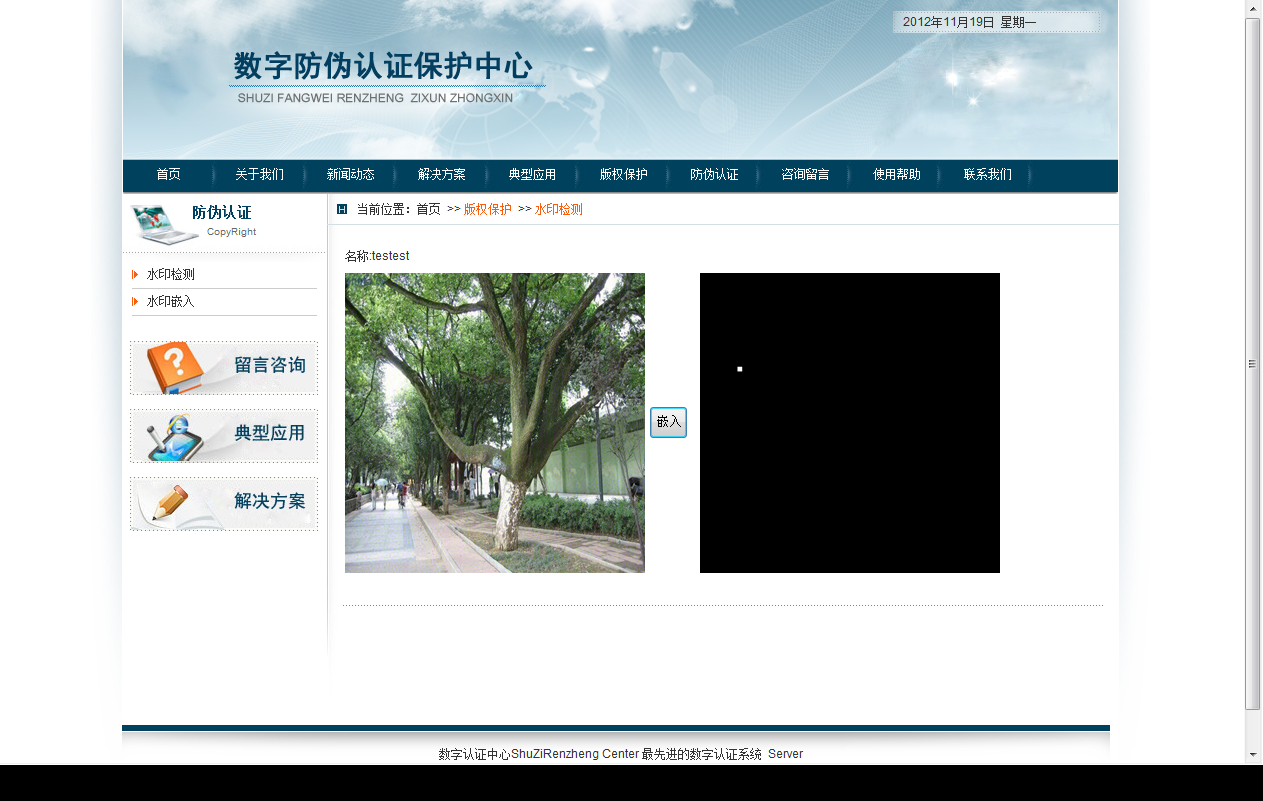 2012年11月19日 星期一
数字防伪认证保护中心
SHUZI FANGWEI RENZHENG ZIXUN ZHONGXIN
首页 关于我们 新闻动态 解决方案 典型应用 版权保护 防伪认证 咨询留言 使用帮助 联系我们
防伪认证
CopyRight
当前位置：首页 >> 版权保护 >> 水印检测
水印检测
水印嵌入
留言咨询
典型应用
解决方案
名称:testest
嵌入
数字认证中心ShuZiRenzheng Center 最先进的数字认证系统 Server